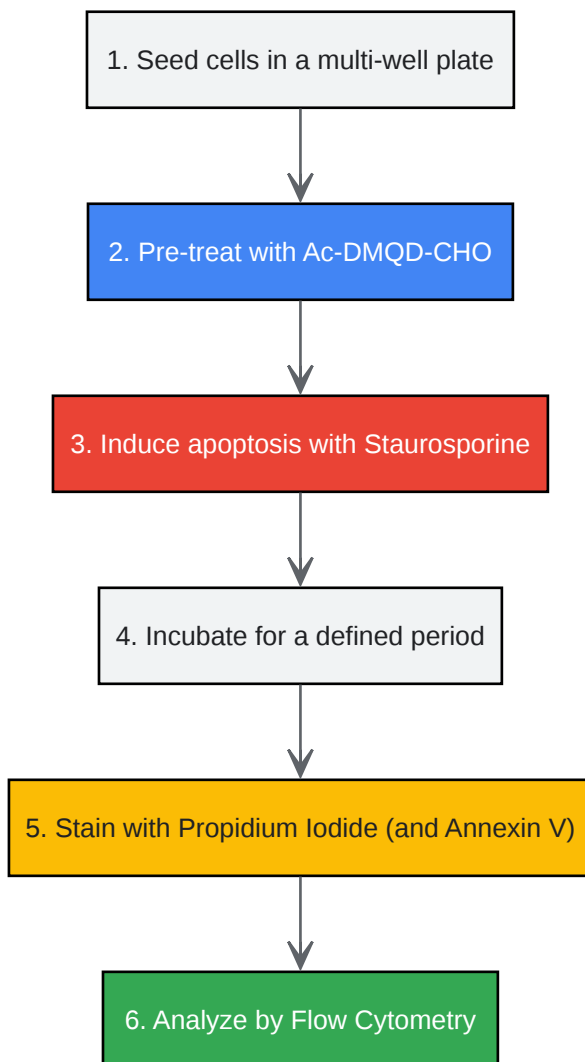 1. Seed cells in a multi-well plate
2. Pre-treat with Ac-DMQD-CHO
3. Induce apoptosis with Staurosporine
4. Incubate for a defined period
5. Stain with Propidium Iodide (and Annexin V)
6. Analyze by Flow Cytometry